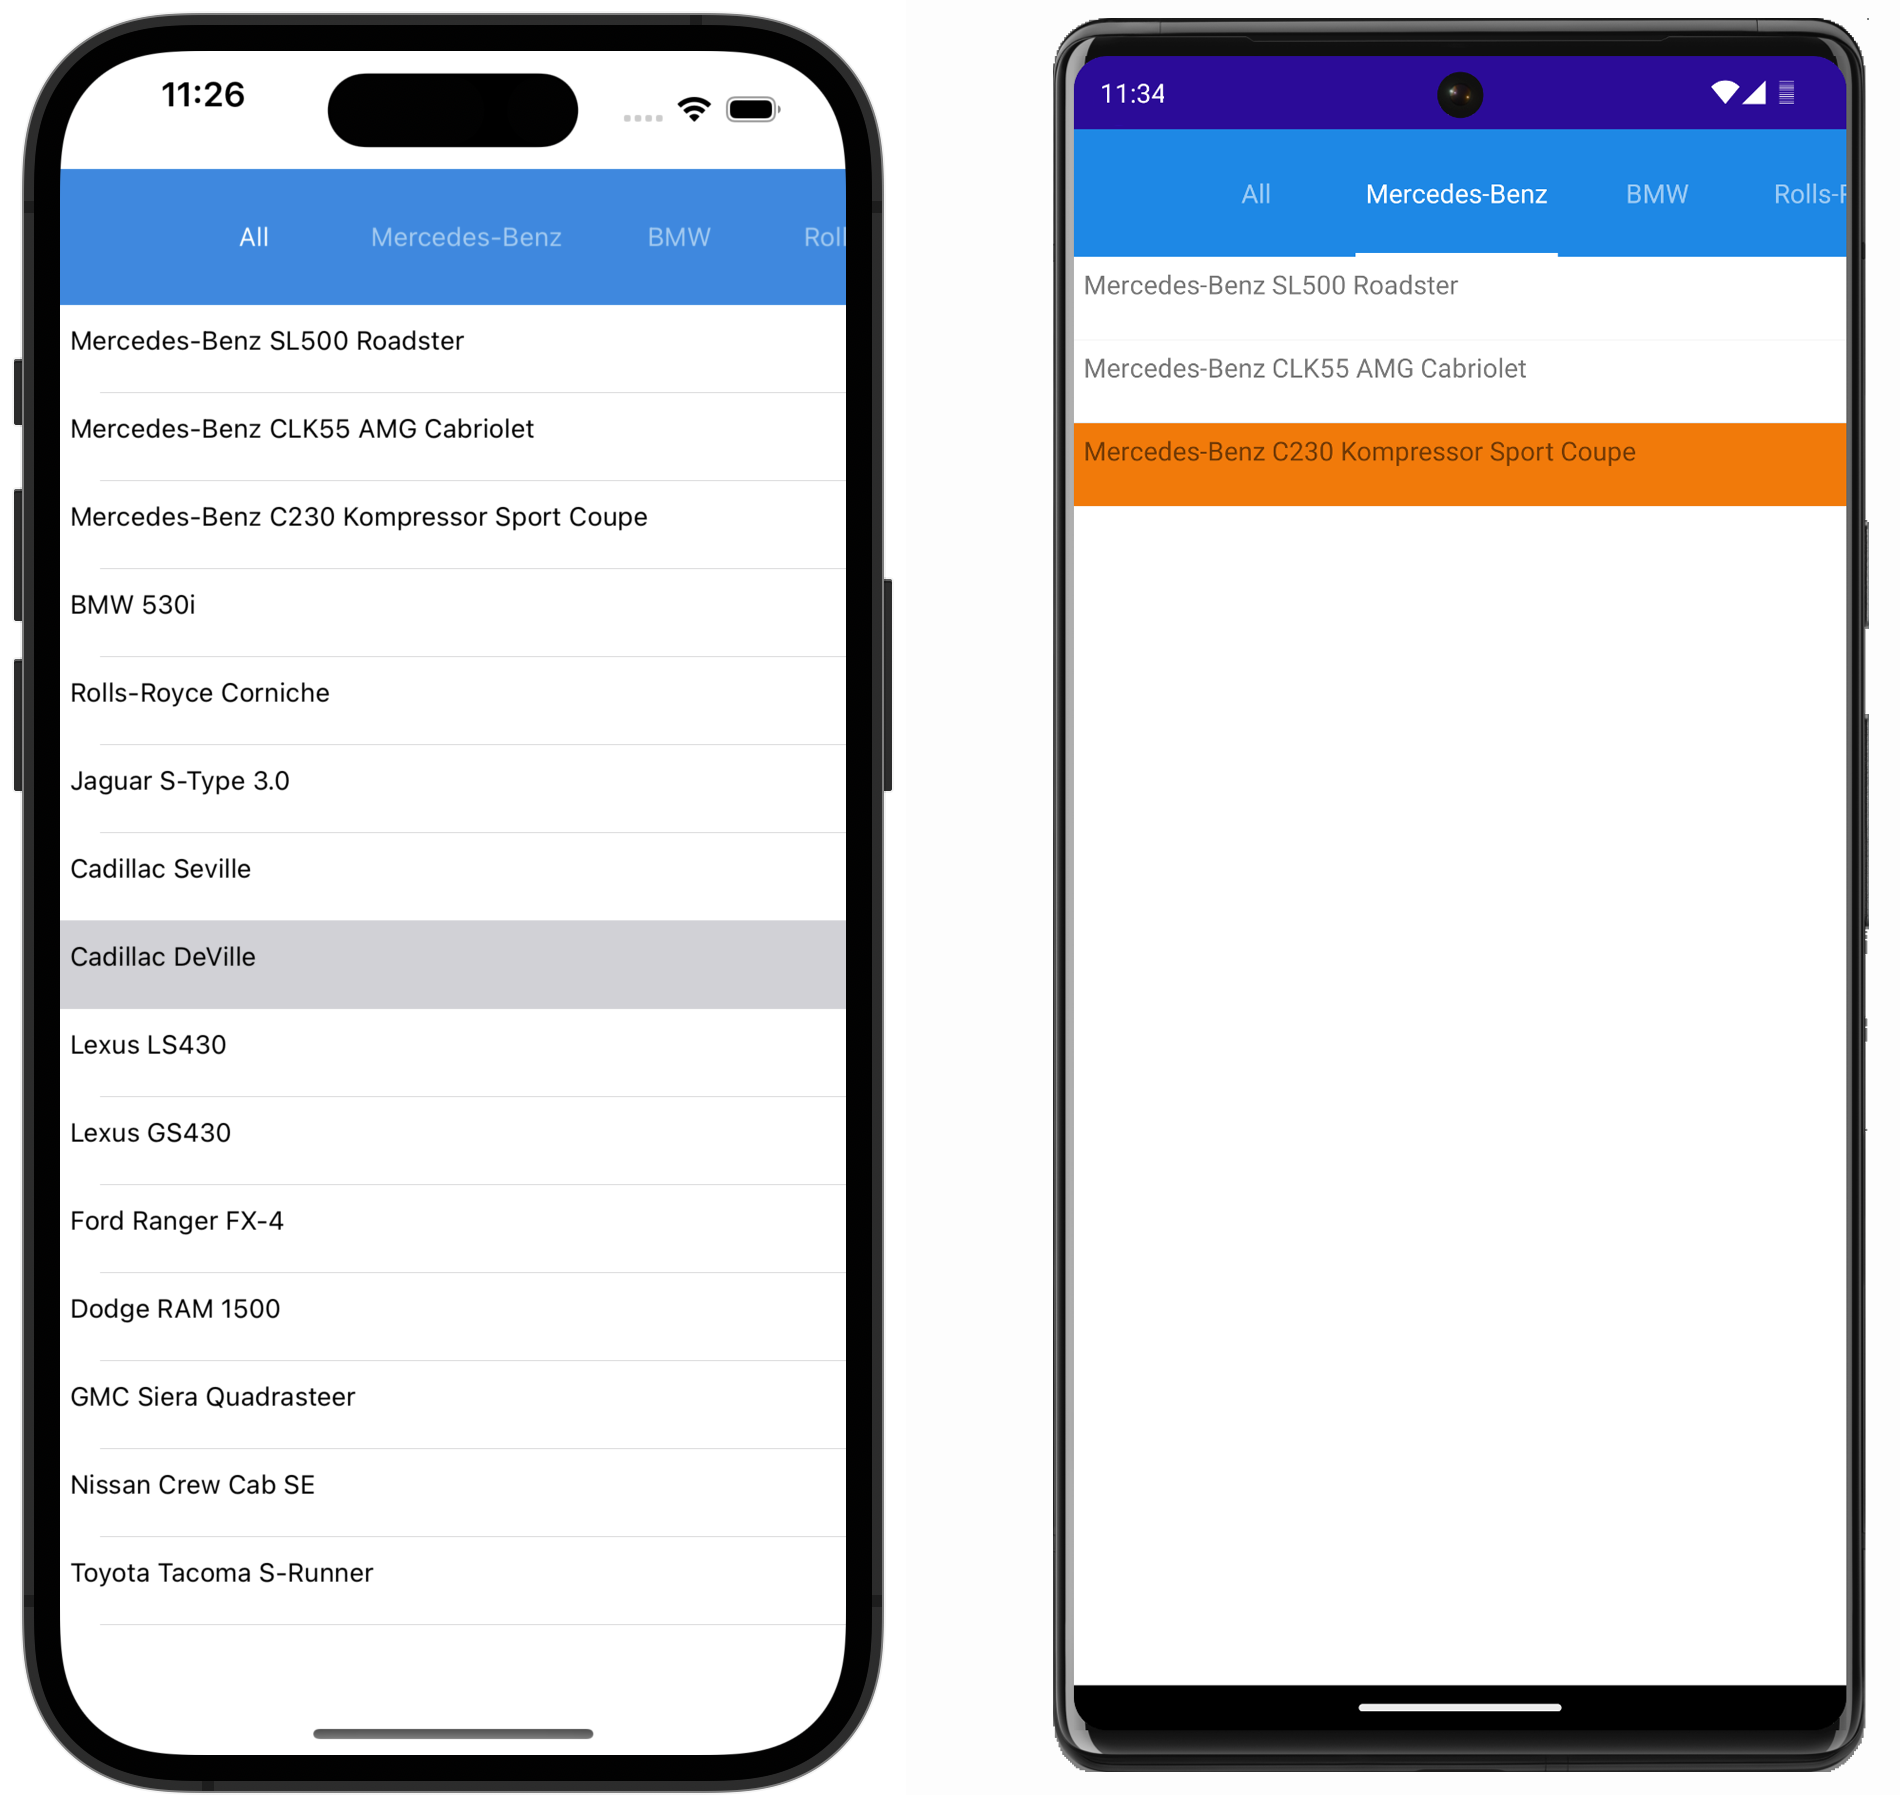 11:26
All Mercedes-Benz BMW Roll
Mercedes-Benz SL500 Roadster
Mercedes-Benz CLK55 AMG Cabriolet
Mercedes-Benz C230 Kompressor Sport Coupe
BMW 530i
Rolls-Royce Corniche
Jaguar S-Type 3.0
Cadillac Seville
Cadillac DeVille
Lexus LS430
Lexus GS430
Ford Ranger FX-4
Dodge RAM 1500
GMC Siera Quadrasteer
Nissan Crew Cab SE
Toyota Tacoma S-Runner
11:34
All Mercedes-Benz BMW Rolls-R
Mercedes-Benz SL500 Roadster
Mercedes-Benz CLK55 AMG Cabriolet
Mercedes-Benz C230 Kompressor Sport Coupe